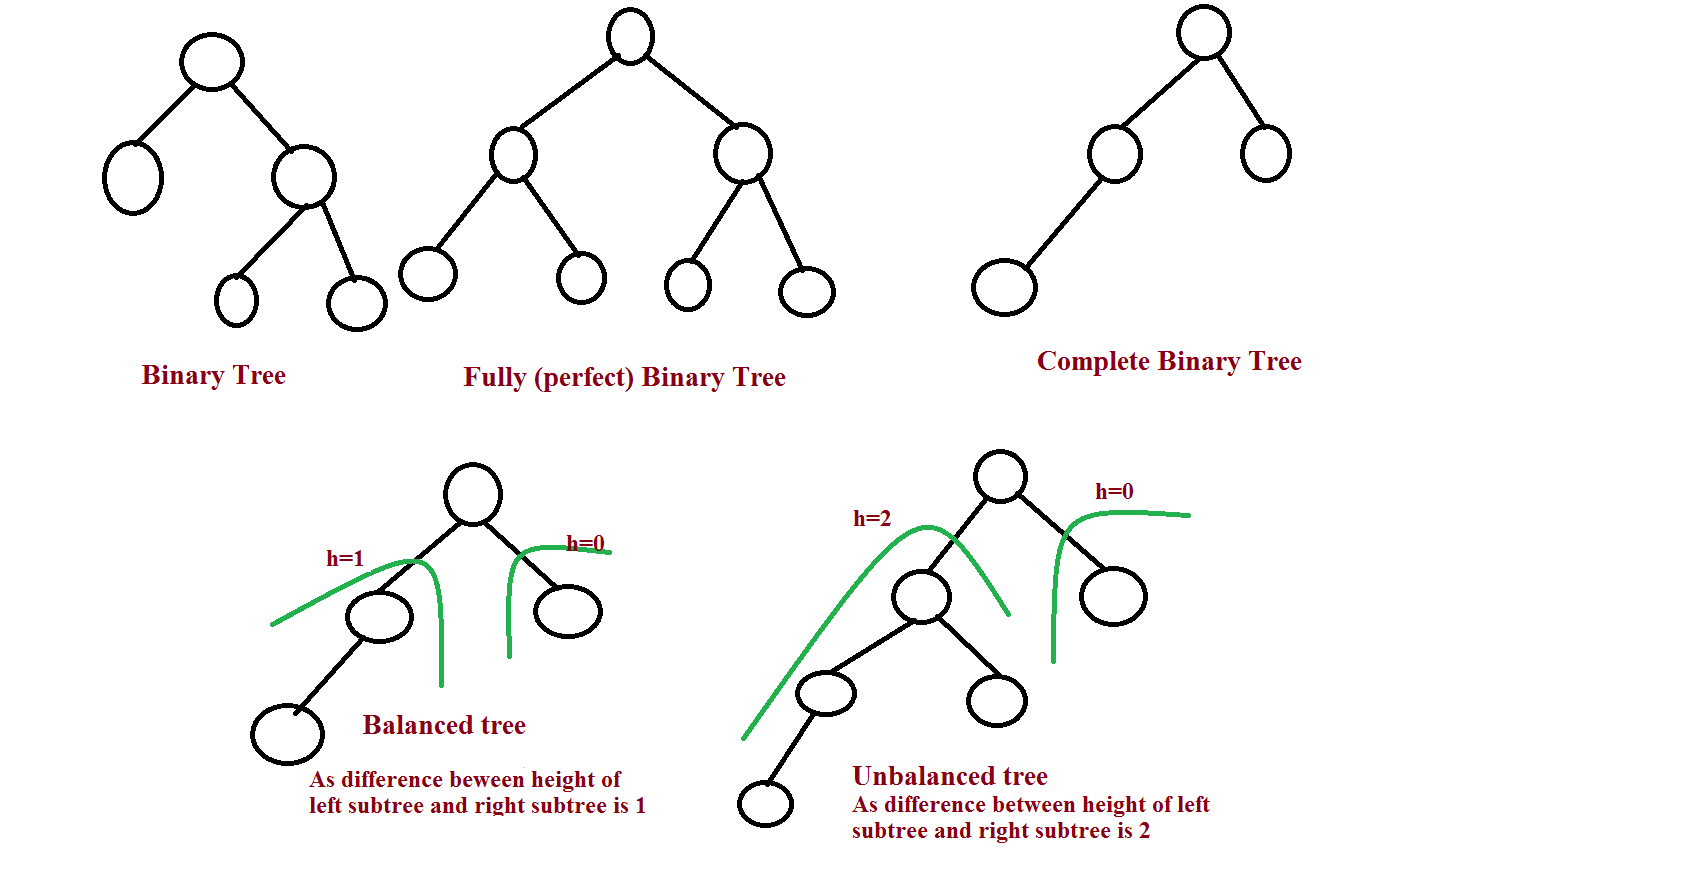 Binary Tree
Fully (perfect) Binary Tree
Complete Binary Tree
h=1
h=0
Balanced tree
As difference beween height of
left subtree and right subtree is 1
h=2
h=0
Unbalanced tree
As difference between height of left
subtree and right subtree is 2